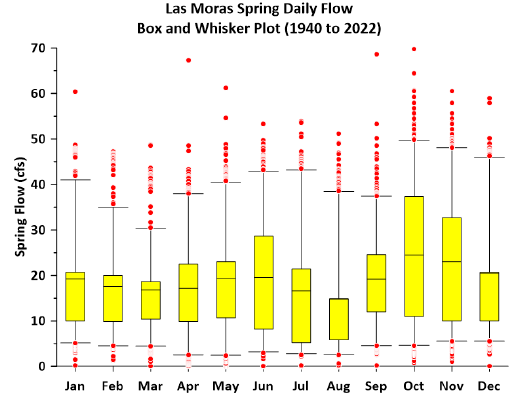 Las Moras Spring Daily Flow
Box and Whisker Plot (1940 to 2022)
70
60
50
40
30
20
10
0
Spring Flow (cfs)
Jan Feb Mar Apr May Jun Jul Aug Sep Oct Nov Dec